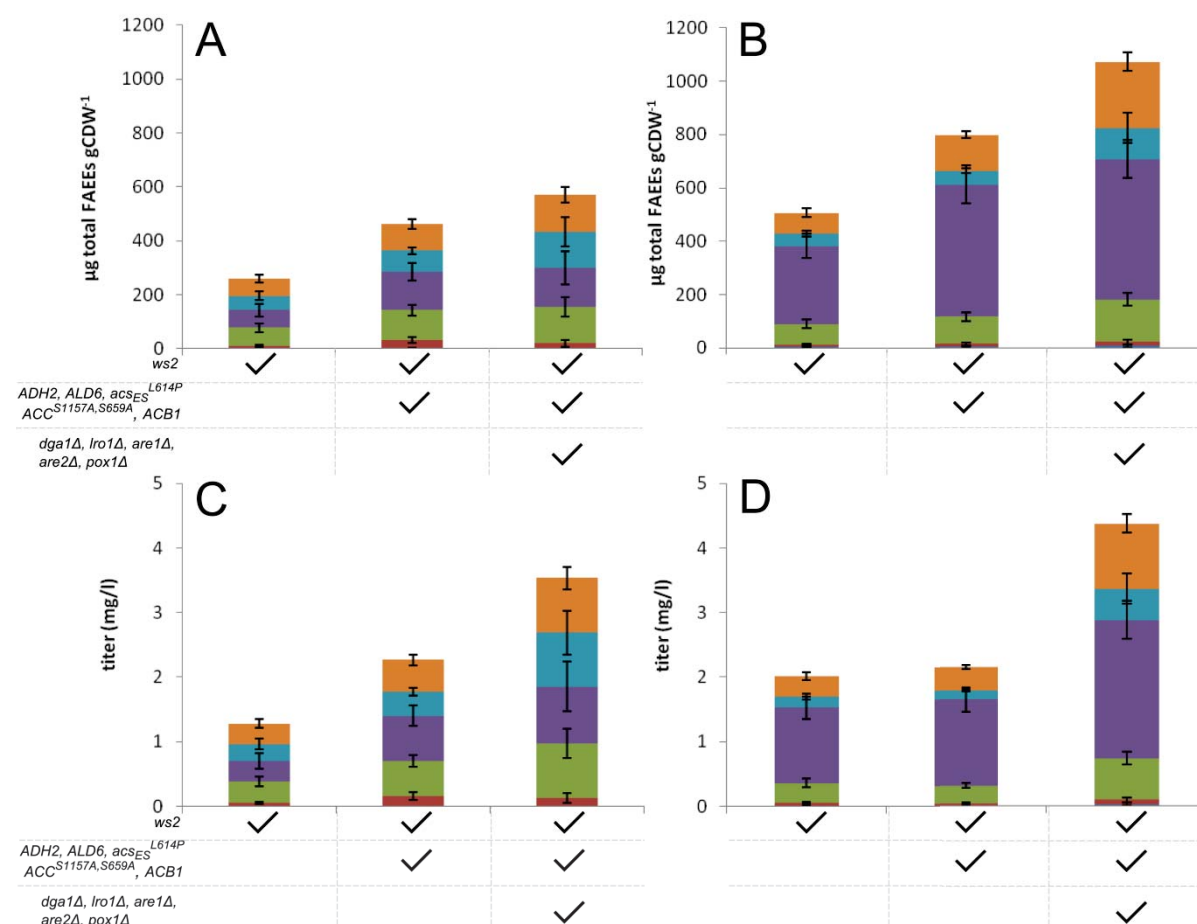 A
µg total FAEEs gCDW-1
1200
1000
800
600
400
200
0
B
µg total FAEEs gCDW-1
1200
1000
800
600
400
200
0
ws2
ADH2, ALD6, acsES L614P
ACC S1157A,S659A, ACB1
dga1Δ, lro1Δ, are1Δ,
are2Δ, pox1Δ
C
titer (mg/l)
5
4
3
2
1
0
D
titer (mg/l)
5
4
3
2
1
0
ws2
ADH2, ALD6, acsES L614P
ACC S1157A,S659A, ACB1
dga1Δ, lro1Δ, are1Δ,
are2Δ, pox1Δ